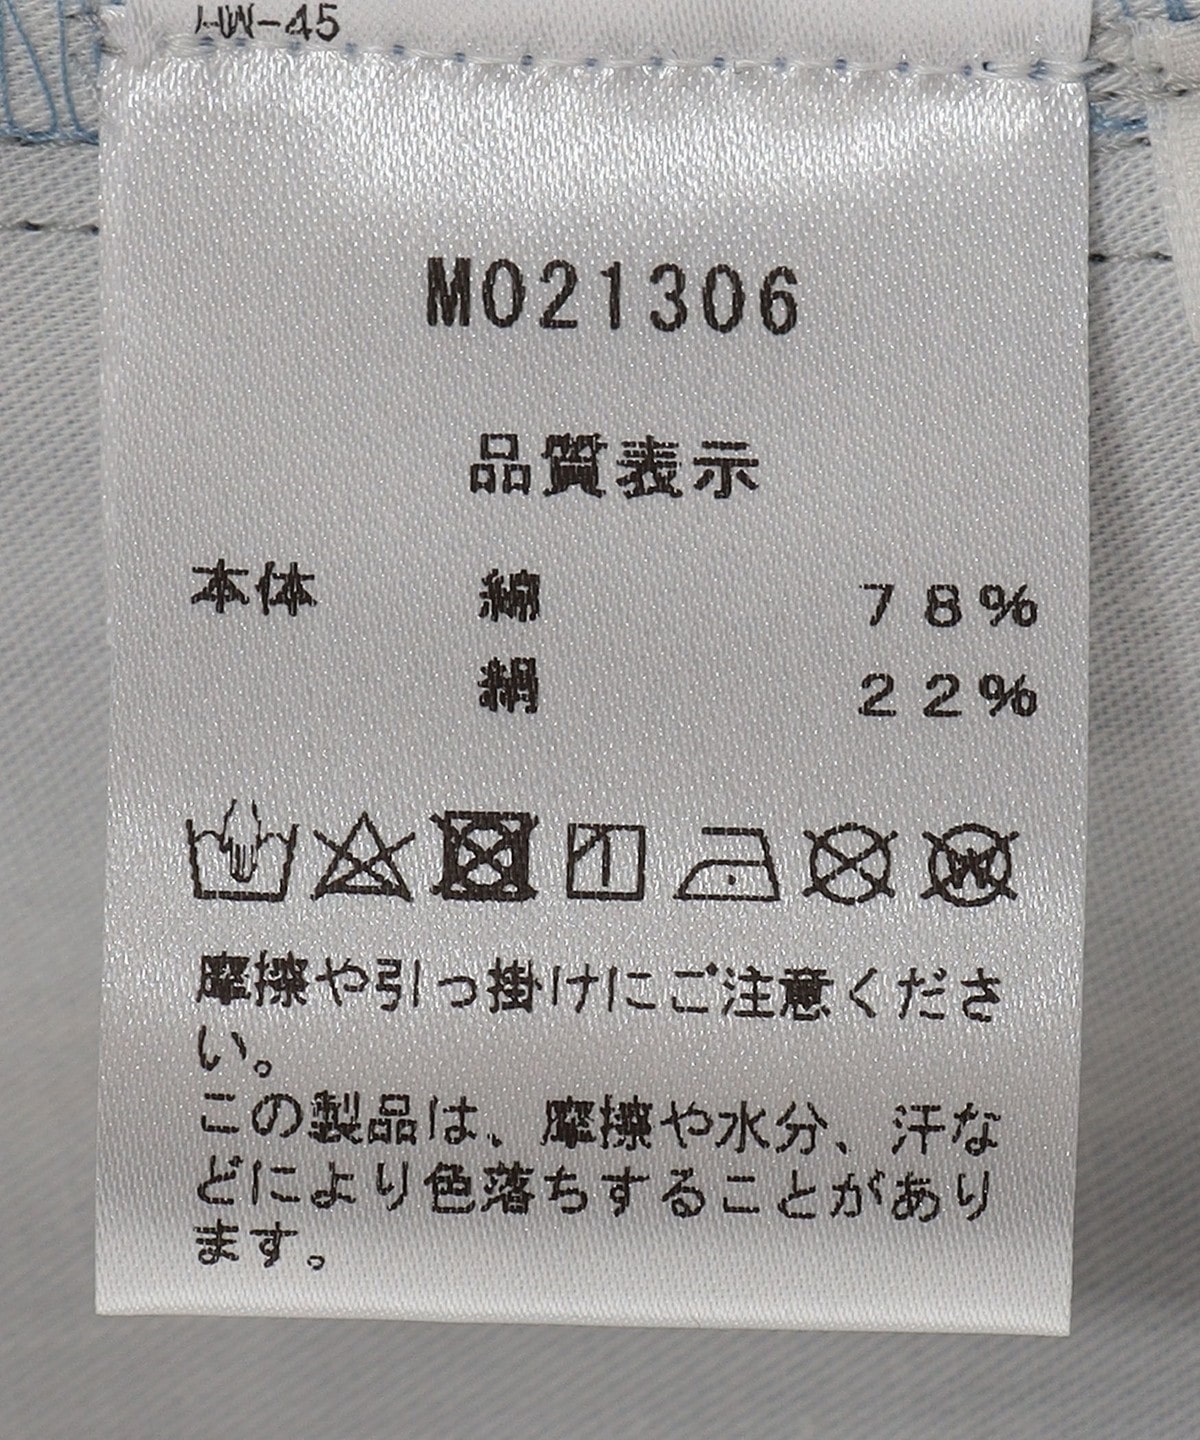 HW-45
M021306
品質表示
本体 綿 78%
絹 22%
W
摩擦や引っ掛けにご注意くださ
い。
この製品は、摩擦や水分、汗な
どにより色落ちすることがあり
ます。